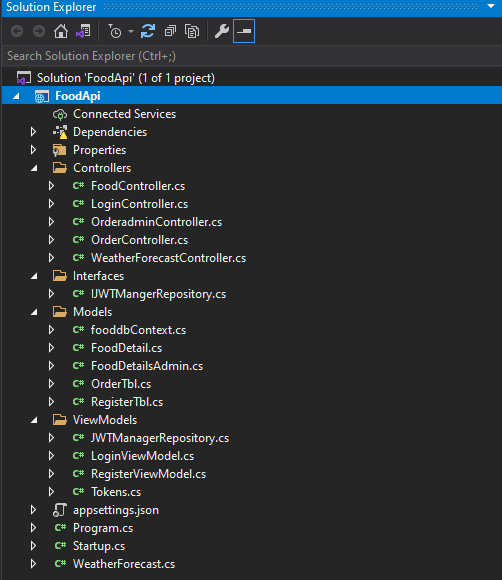 Solution Explorer
Search Solution Explorer (Ctrl+;)
Solution 'FoodApi' (1 of 1 project)
FoodApi
Connected Services
Dependencies
Properties
Controllers
C# FoodController.cs
C# LoginController.cs
C# OrderadminController.cs
C# OrderController.cs
C# WeatherForecastController.cs
Interfaces
C# IJWTMangerRepository.cs
Models
C# fooddbContext.cs
C# FoodDetail.cs
C# FoodDetailsAdmin.cs
C# OrderTbl.cs
C# RegisterTbl.cs
ViewModels
C# JWTManagerRepository.cs
C# LoginViewModel.cs
C# RegisterViewModel.cs
C# Tokens.cs
appsettings.json
C# Program.cs
C# Startup.cs
C# WeatherForecast.cs